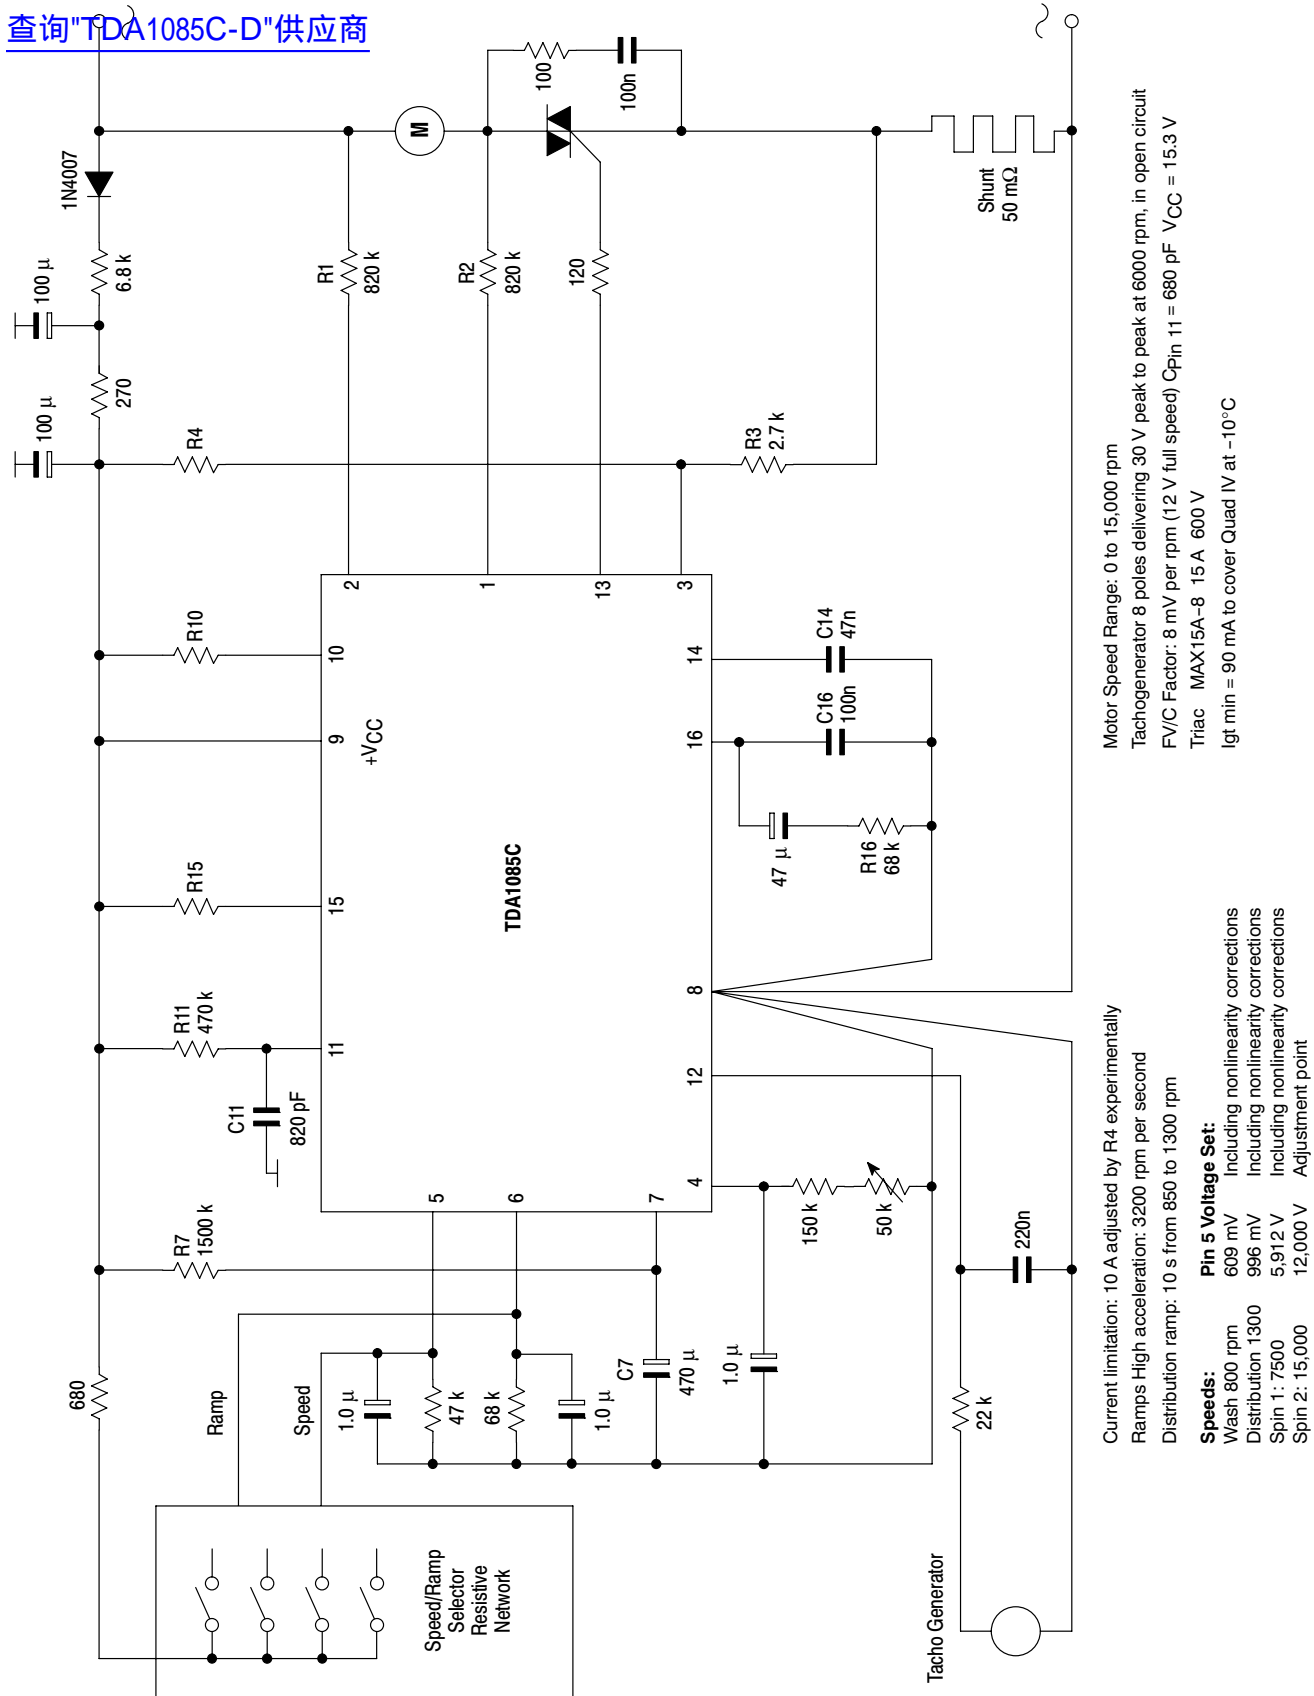 查询"TDA1085C-D"供应商
1N4007
6.8 k
100 µ
270
100 µ
R1
820 k
M
R2
820 k
100
100n
120
Shunt
50 mΩ
R4
R3
2.7 k
R10
R15
R11
470 k
C11
820 pF
R7
1500 k
680
2
1
13
3
10
9
+VCC
15
11
TDA1085C
14
16
8
12
4
5
6
7
C14
47n
C16
100n
47 µ
R16
68 k
150 k
50 k
220n
22 k
Ramp
Speed
1.0 µ
47 k
68 k
1.0 µ
C7
470 µ
1.0 µ
Speed/Ramp
Selector
Resistive
Network
Tacho Generator
Current limitation: 10 A adjusted by R4 experimentally
Ramps High acceleration: 3200 rpm per second
Distribution ramp: 10 s from 850 to 1300 rpm
Speeds: Pin 5 Voltage Set:
Wash 800 rpm 609 mV Including nonlinearity corrections
Distribution 1300 996 mV Including nonlinearity corrections
Spin 1: 7500 5,912 V Including nonlinearity corrections
Spin 2: 15,000 12,000 V Adjustment point
Motor Speed Range: 0 to 15,000 rpm
Tachogenerator 8 poles delivering 30 V peak to peak at 6000 rpm, in open circuit
FV/C Factor: 8 mV per rpm (12 V full speed) CPin 11 = 680 pF VCC = 15.3 V
Triac MAX15A−8 15 A 600 V
Igt min = 90 mA to cover Quad IV at −10°C